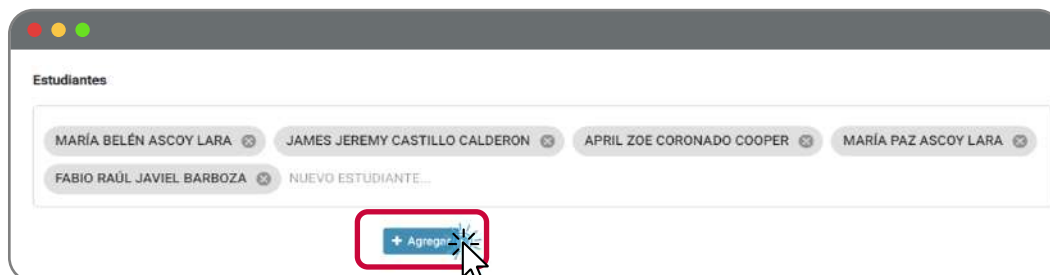 Estudiantes
MARÍA BELÉN ASCOY LARA JAMES JEREMY CASTILLO CALDERON APRIL ZOE CORONADO COOPER MARÍA PAZ ASCOY LARA
FABIO RAÚL JAVIEL BARBOZA NUEVO ESTUDIANTE...
+ Agregar